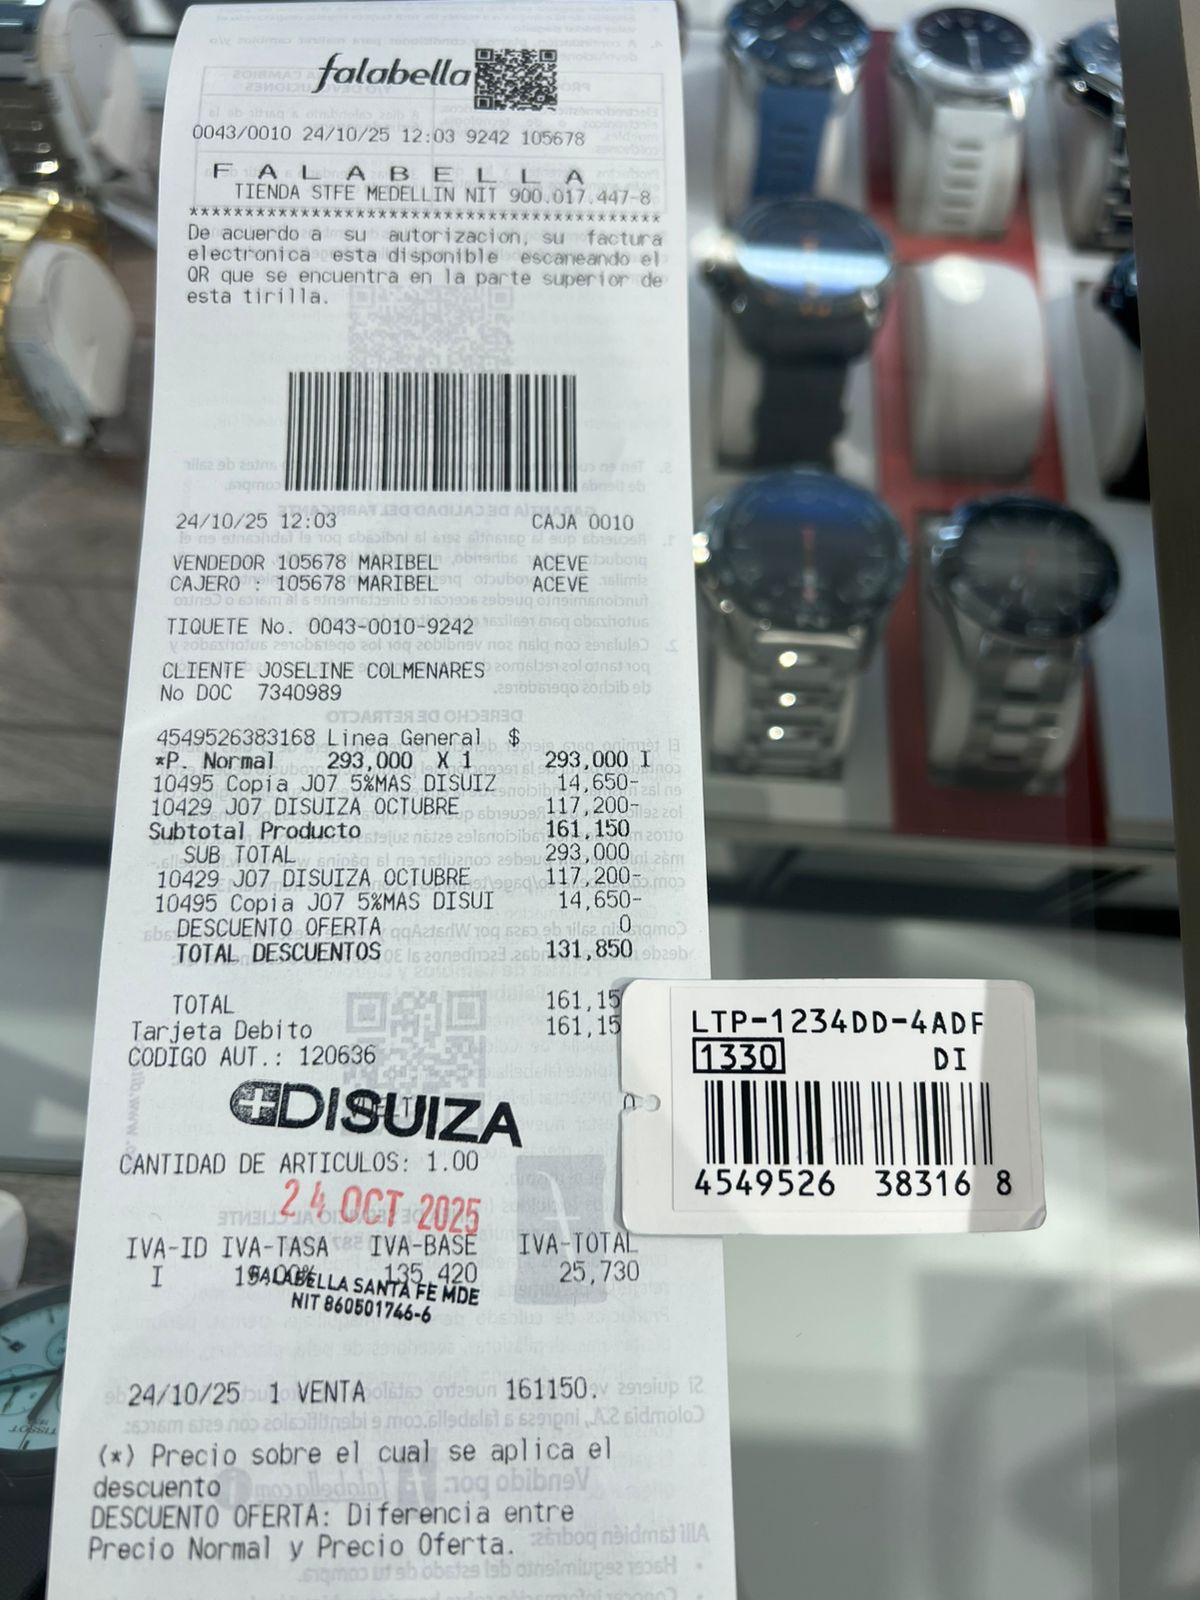 falabella
0043/0010 24/10/25 12:03 9242 105678
F A L A B E L L A
TIENDA STFE MEDELLIN NIT 900.017.447-8
*****************************************
De acuerdo a su autorizacion, su factura
electronica esta disponible escaneando el
QR que se encuentra en la parte superior de
esta tirilla.
24/10/25 12:03 CAJA 0010
VENDEDOR 105678 MARIBEL ACEVE
CAJERO : 105678 MARIBEL ACEVE
TIQUETE No. 0043-0010-9242
CLIENTE JOSELINE COLMENARES
No DOC 7340989
4549526383168 Linea General $
*P. Normal 293,000 X 1 293,000 I
10495 Copia J07 5%MAS DISUIZ 14,650-
10429 J07 DISUIZA OCTUBRE 117,200-
Subtotal Producto 161,150
SUB TOTAL 293,000
10429 J07 DISUIZA OCTUBRE 117,200-
10495 Copia J07 5%MAS DISUI 14,650-
DESCUENTO OFERTA 0
TOTAL DESCUENTOS 131,850
TOTAL 161,15
Tarjeta Debito 161,15
CODIGO AUT.: 120636
DISUIZA
CANTIDAD DE ARTICULOS: 1.00
24 OCT 2025
IVA-ID IVA-TASA IVA-BASE IVA-TOTAL
I 135,420 25,730
FALABELLA SANTA FE MDE
NIT 860501746-6
24/10/25 1 VENTA 161150.
(*) Precio sobre el cual se aplica el
descuento
DESCUENTO OFERTA: Diferencia entre
Precio Normal y Precio Oferta.
LTP-1234DD-4ADF
1330 DI
4549526 38316 8
TISSOT